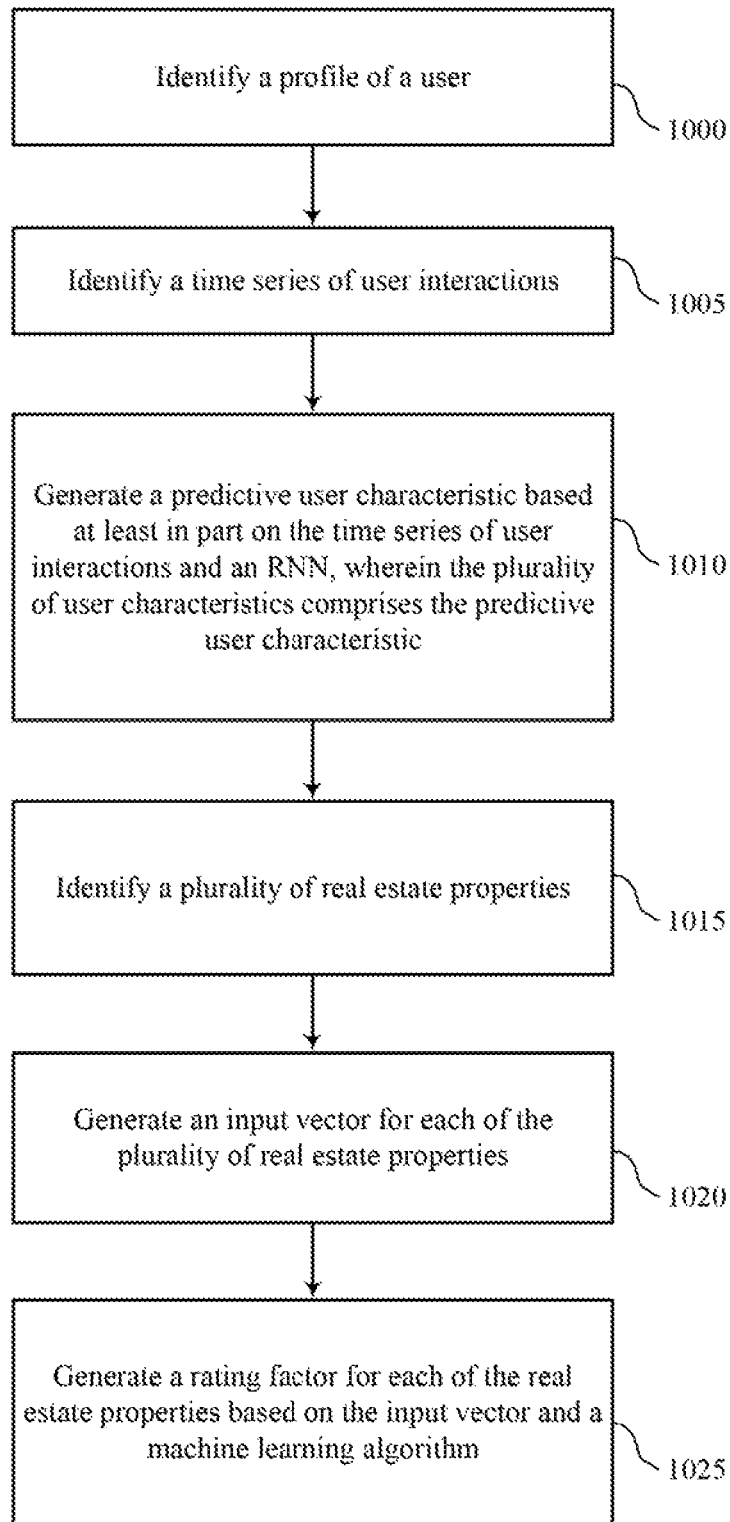 Identify a profile of a user
1000
Identify a time series of user interactions
1005
Generate a predictive user characteristic based
at least in part on the time series of user
interactions and an RNN, wherein the plurality
of user characteristics comprises the predictive
user characteristic
1010
Identify a plurality of real estate properties
1015
Generate an input vector for each of the
plurality of real estate properties
1020
Generate a rating factor for each of the real
estate properties based on the input vector and a
machine learning algorithm
1025